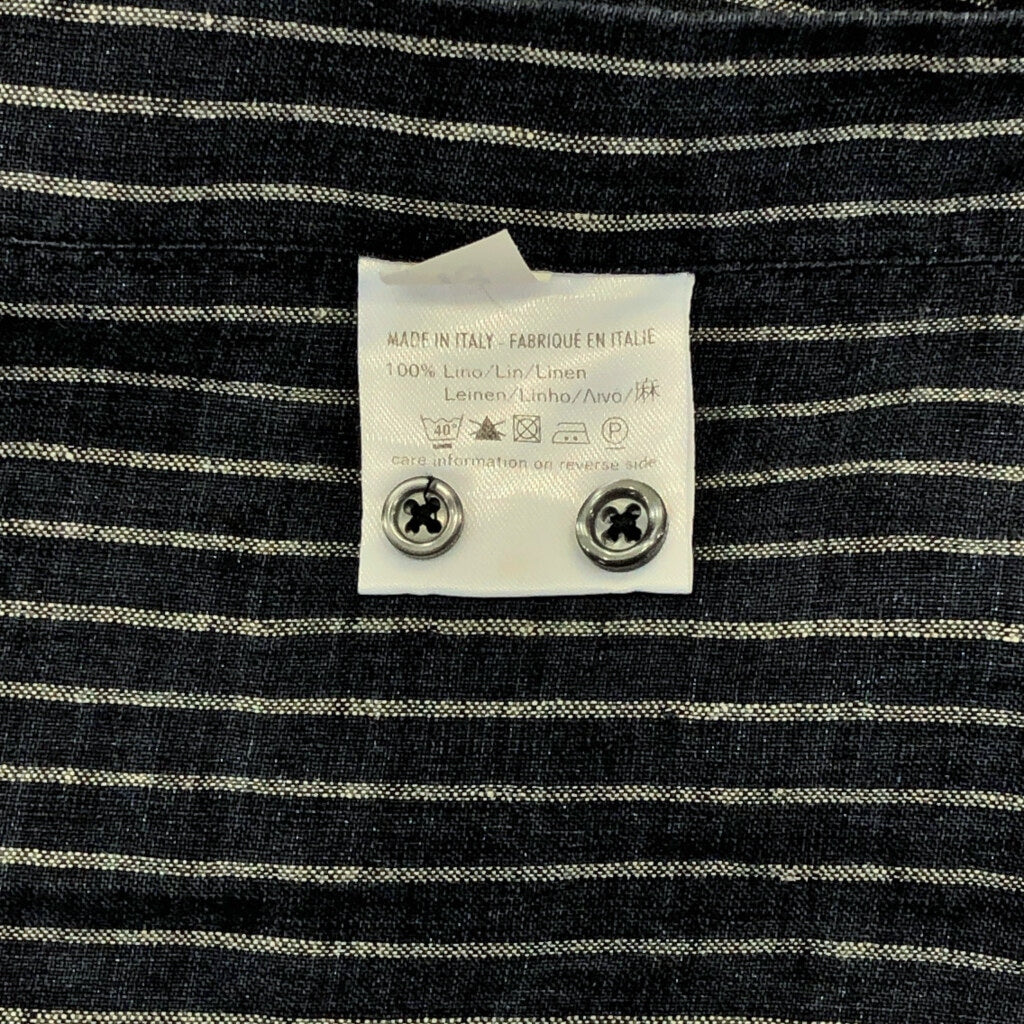 MADE IN ITALY - FABRIQUÉ EN ITALIE
100% Lino/Lin/Linen
Leinen/Linho/Λινό/麻
40°
P
care information on reverse side